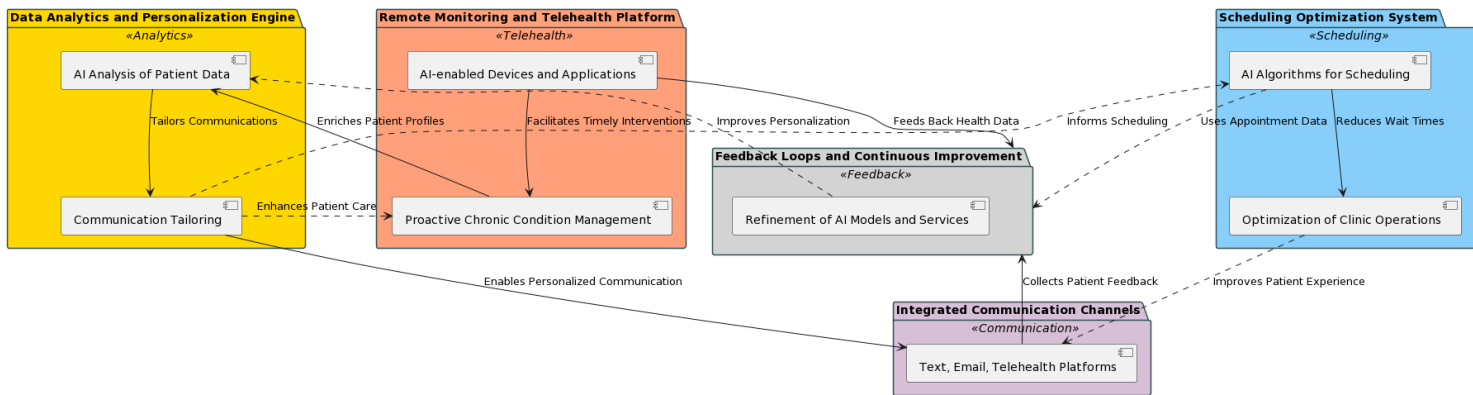 Data Analytics and Personalization Engine
«Analytics»
AI Analysis of Patient Data
Tailors Communications
Communication Tailoring
Remote Monitoring and Telehealth Platform
«Telehealth»
AI-enabled Devices and Applications
Enriches Patient Profiles
Facilitates Timely Interventions
Enhances Patient Care
Proactive Chronic Condition Management
Scheduling Optimization System
«Scheduling»
AI Algorithms for Scheduling
Improves Personalization
Feeds Back Health Data
Informs Scheduling
Uses Appointment Data
Reduces Wait Times
Feedback Loops and Continuous Improvement
«Feedback»
Refinement of AI Models and Services
Optimization of Clinic Operations
Enables Personalized Communication
Collects Patient Feedback
Improves Patient Experience
Integrated Communication Channels
«Communication»
Text, Email, Telehealth Platforms